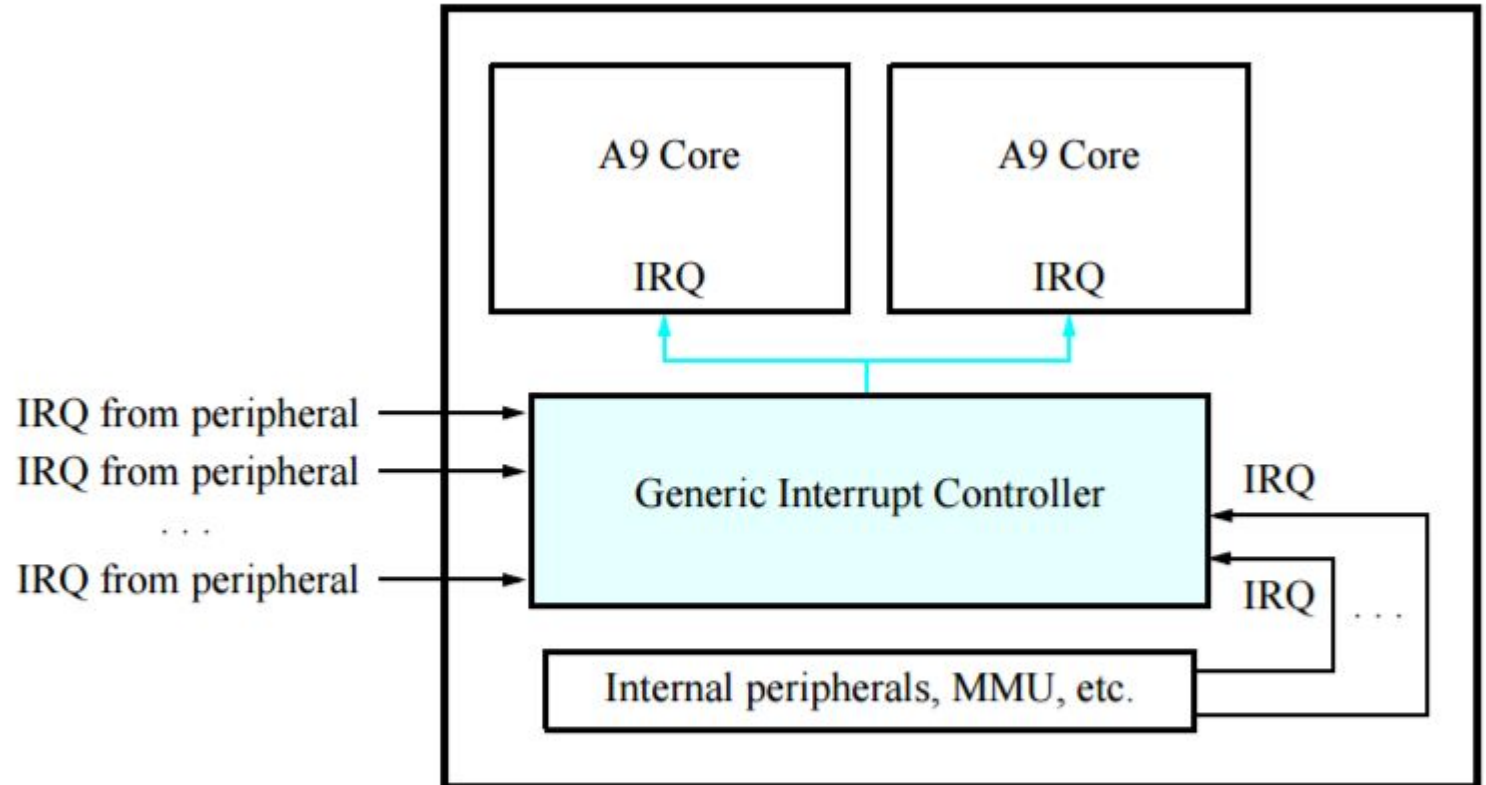 A9 Core
A9 Core
IRQ
IRQ
IRQ from peripheral
IRQ from peripheral
. . .
IRQ from peripheral
Generic Interrupt Controller
IRQ
IRQ
. . .
Internal peripherals, MMU, etc.